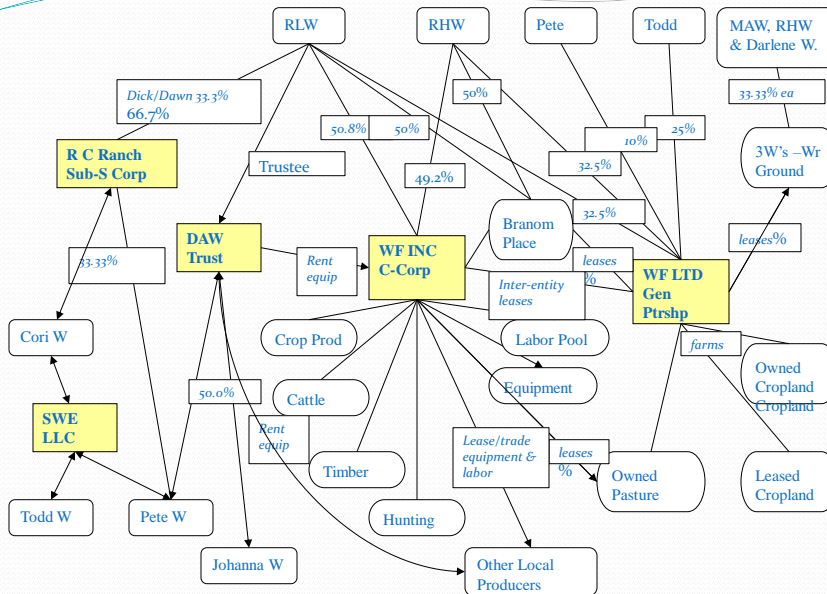 RLW
RHW
Pete
Todd
MAW, RHW
& Darlene W.
Dick/Dawn 33.3%
66.7%
50%
33.33% ea
50.8%
50%
10%
25%
R C Ranch
Sub-S Corp
Trustee
49.2%
32.5%
3W's –Wr
Ground
32.5%
DAW
Trust
WF INC
C-Corp
Branom
Place
leases%
33.33%
Rent
equip
leases
%
WF LTD
Gen
Ptrshp
Inter-entity
leases
Cori W
Crop Prod
Labor Pool
farms
Owned
Cropland
Cropland
50.0%
Cattle
Equipment
SWE
LLC
Rent
equip
Lease/trade
equipment &
labor
leases
%
Timber
Owned
Pasture
Leased
Cropland
Todd W
Pete W
Hunting
Johanna W
Other Local
Producers